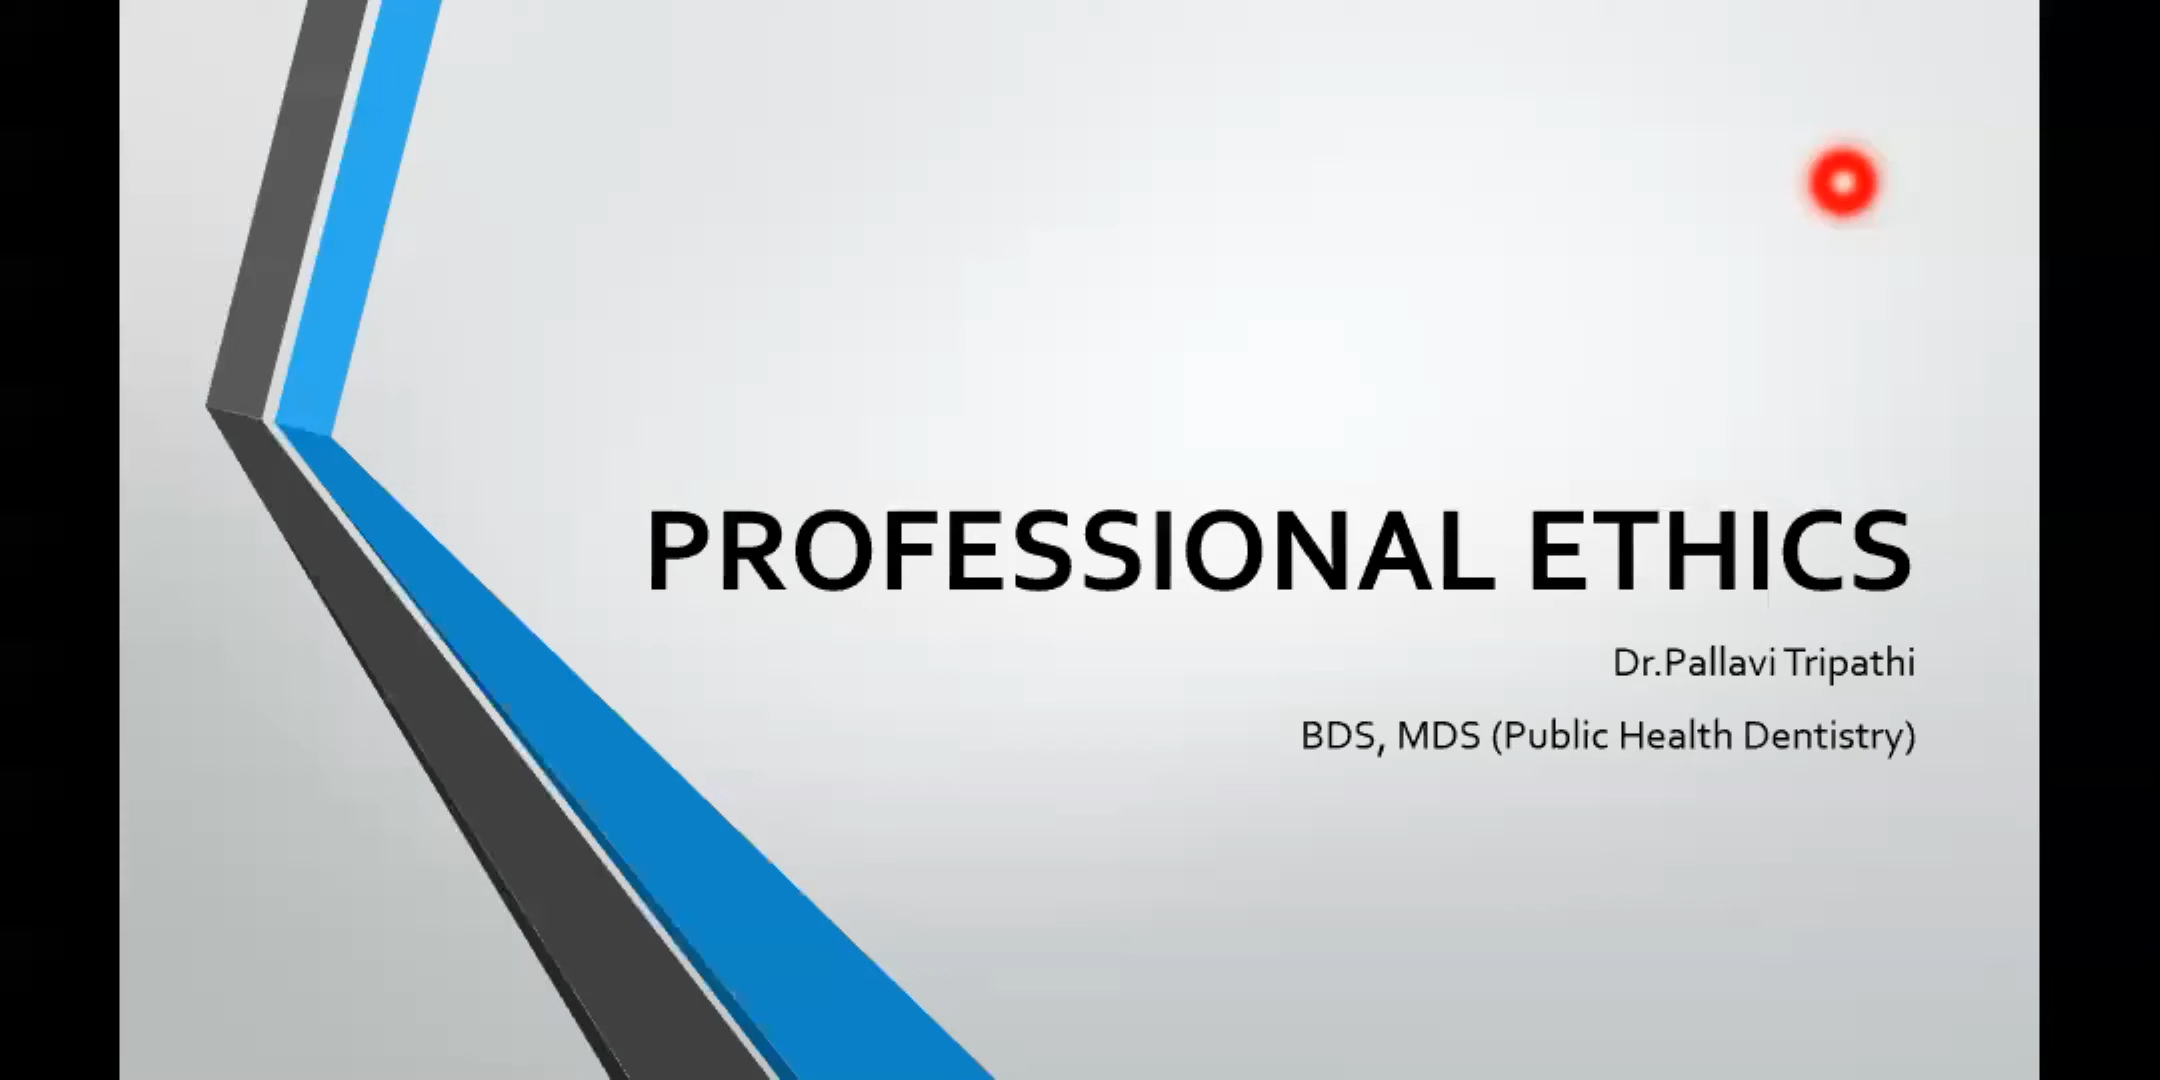 PROFESSIONAL ETHICS
Dr.Pallavi Tripathi
BDS, MDS (Public Health Dentistry)